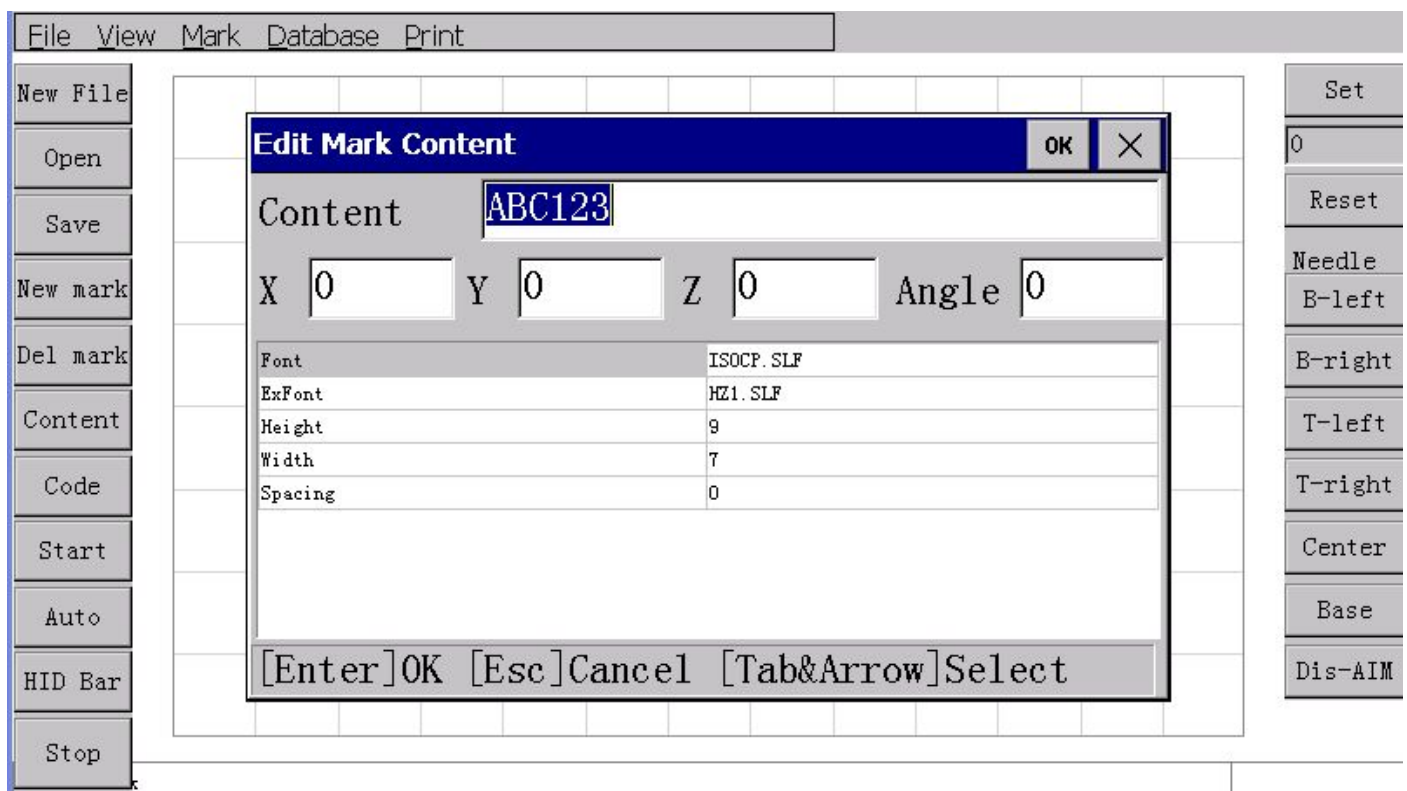 File View Mark Database Print
New File
Open
Save
New mark
Del mark
Content
Code
Start
Auto
HID Bar
Stop
Edit Mark Content OK
Content ABC123
X 0 Y 0 Z 0 Angle 0
Font ISOCP.SLF
ExFont HZ1.SLF
Height 9
Width 7
Spacing 0
[Enter]OK [Esc]Cancel [Tab&Arrow]Select
Set
0
Reset
Needle
B-left
B-right
T-left
T-right
Center
Base
Dis-AIM